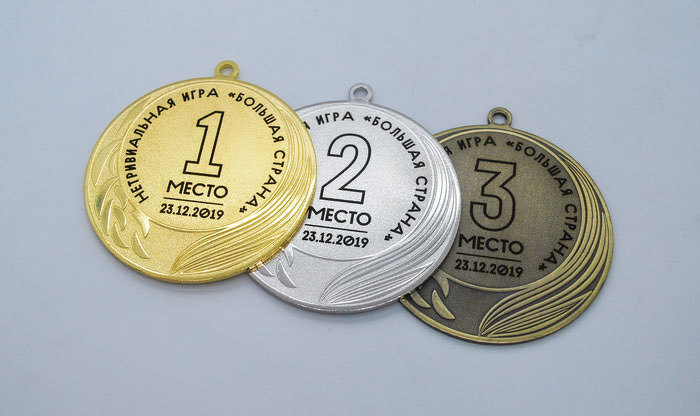 НЕТРИВИАЛЬНАЯ ИГРА «БОЛЬШАЯ СТРАНА»
1
МЕСТО
23.12.2019
ИГРА «БОЛЬШАЯ СТРАНА»
2
МЕСТО
23.12.2019
ИГРА «БОЛЬШАЯ СТРАНА»
3
МЕСТО
23.12.2019